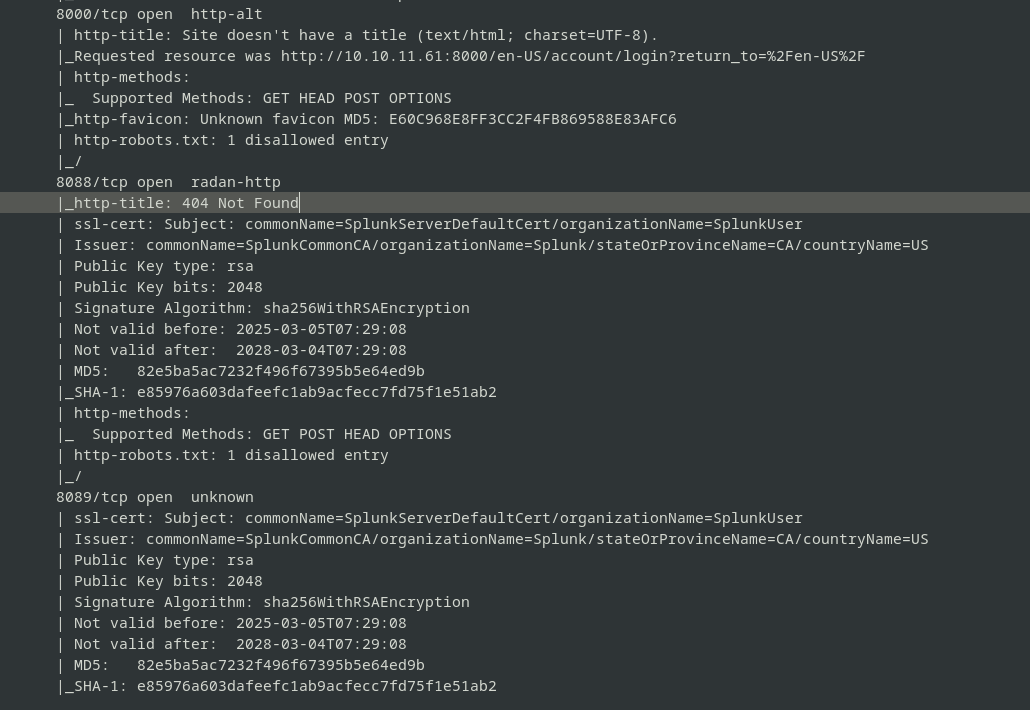 8000/tcp open  http-alt
| http-title: Site doesn't have a title (text/html; charset=UTF-8).
|_Requested resource was http://10.10.11.61:8000/en-US/account/login?return_to=%2Fen-US%2F
| http-methods:
|_  Supported Methods: GET HEAD POST OPTIONS
|_http-favicon: Unknown favicon MD5: E60C968E8FF3CC2F4FB869588E83AFC6
| http-robots.txt: 1 disallowed entry
|_/
8088/tcp open  radan-http
|_http-title: 404 Not Found
| ssl-cert: Subject: commonName=SplunkServerDefaultCert/organizationName=SplunkUser
| Issuer: commonName=SplunkCommonCA/organizationName=Splunk/stateOrProvinceName=CA/countryName=US
| Public Key type: rsa
| Public Key bits: 2048
| Signature Algorithm: sha256WithRSAEncryption
| Not valid before: 2025-03-05T07:29:08
| Not valid after:  2028-03-04T07:29:08
| MD5:   82e5ba5ac7232f496f67395b5e64ed9b
|_SHA-1: e85976a603dafeefc1ab9acfecc7fd75f1e51ab2
| http-methods:
|_  Supported Methods: GET POST HEAD OPTIONS
| http-robots.txt: 1 disallowed entry
|_/
8089/tcp open  unknown
| ssl-cert: Subject: commonName=SplunkServerDefaultCert/organizationName=SplunkUser
| Issuer: commonName=SplunkCommonCA/organizationName=Splunk/stateOrProvinceName=CA/countryName=US
| Public Key type: rsa
| Public Key bits: 2048
| Signature Algorithm: sha256WithRSAEncryption
| Not valid before: 2025-03-05T07:29:08
| Not valid after:  2028-03-04T07:29:08
| MD5:   82e5ba5ac7232f496f67395b5e64ed9b
|_SHA-1: e85976a603dafeefc1ab9acfecc7fd75f1e51ab2